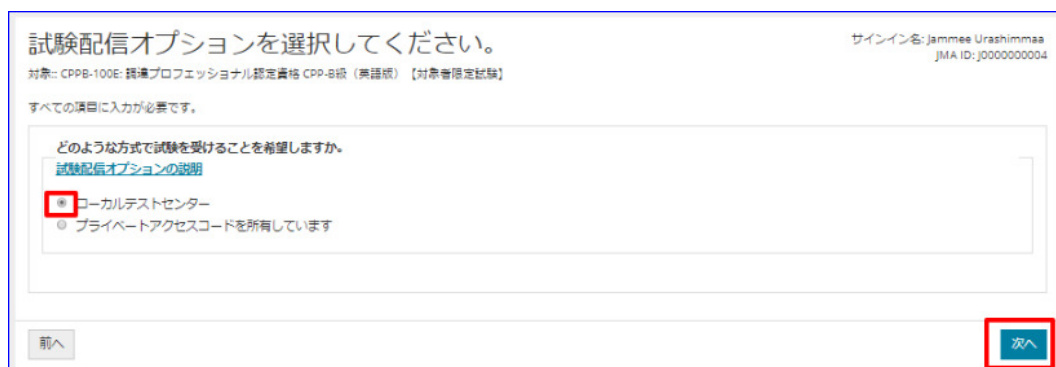 試験配信オプションを選択してください。
サインイン名: Jammee Urashimmaa
JMA ID: J0000000004
対象:: CPPB-100E: 調達プロフェッショナル認定資格 CPP-B級（英語版）【対象者限定試験】
すべての項目に入力が必要です。
どのような方式で試験を受けることを希望しますか。
試験配信オプションの説明
ローカルテストセンター
プライベートアクセスコードを所有しています
前へ
次へ